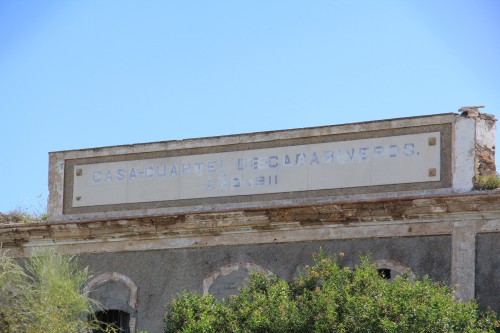 CASA-CUARTEL DE CARABINEROS.
AÑO 1911